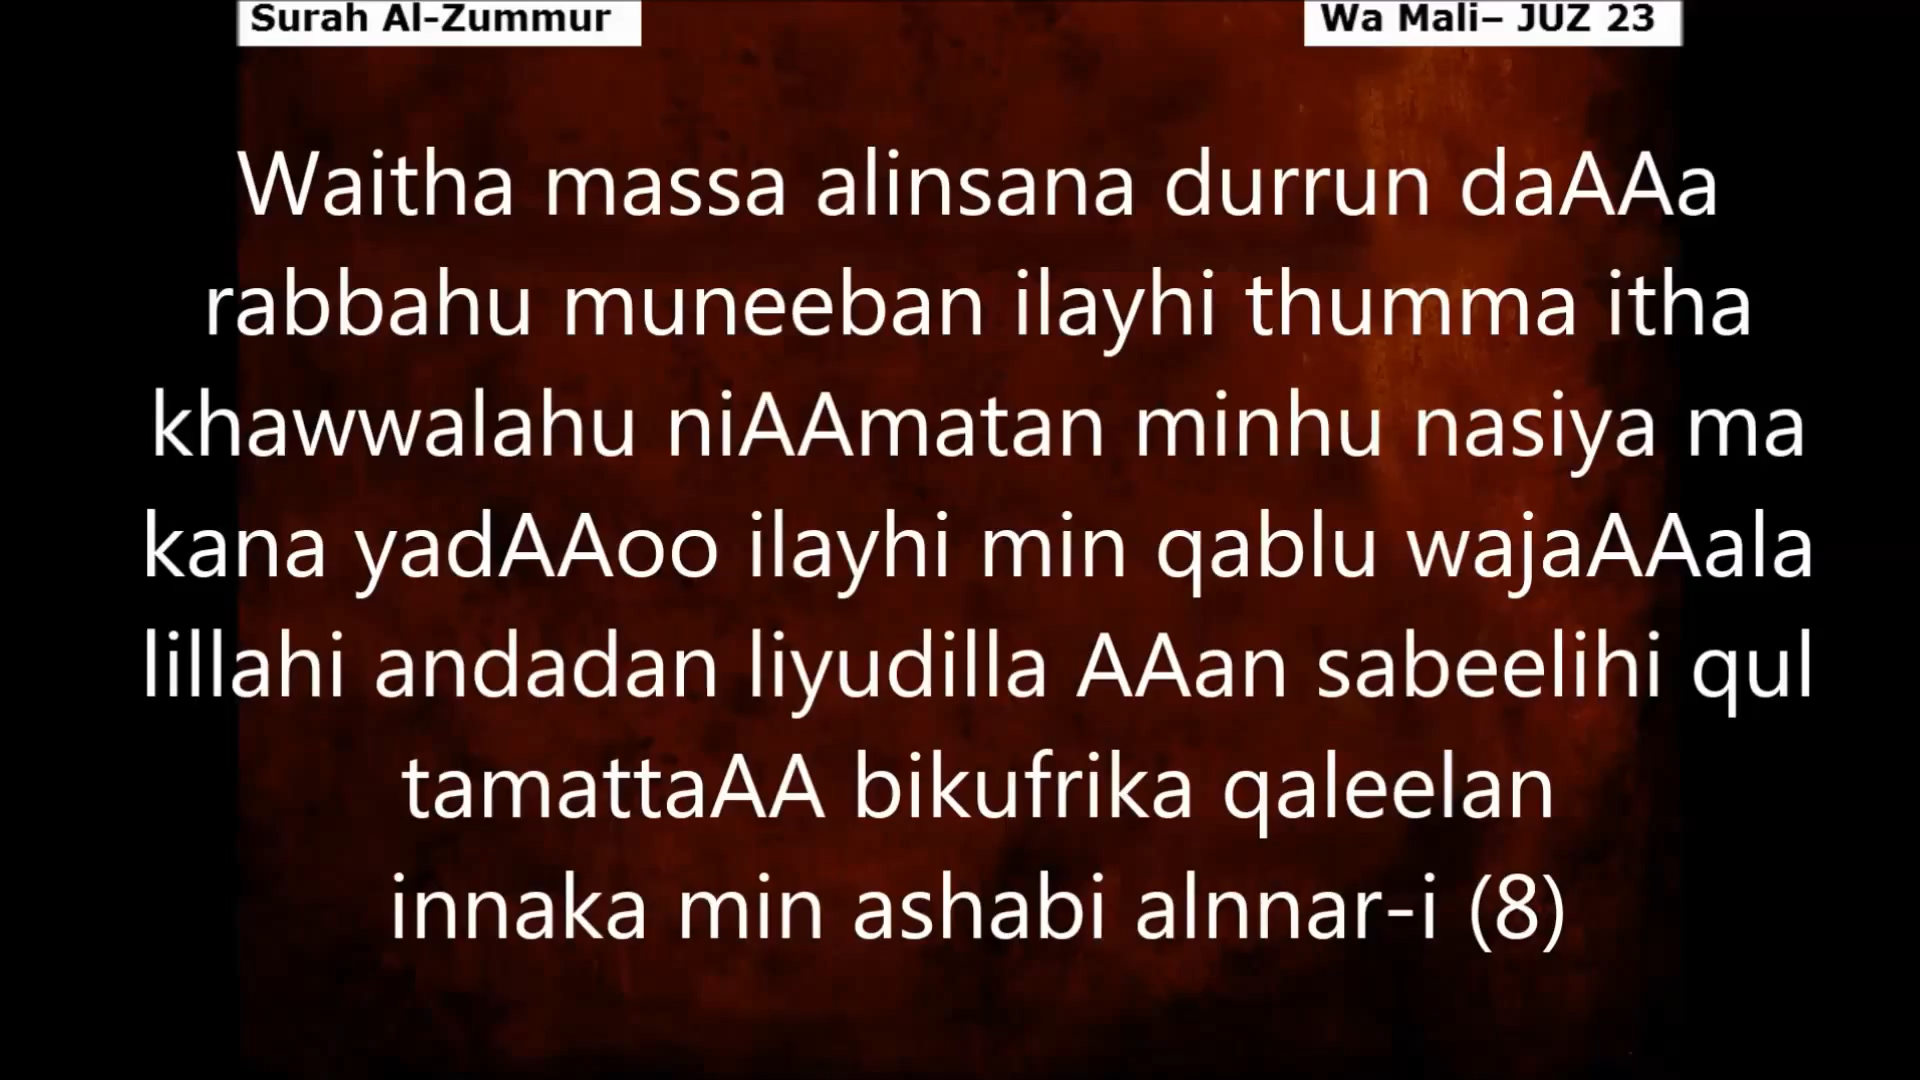 Surah Al-Zummur
Wa Mali– JUZ 23
Waitha massa alinsana durrun daAAa
rabbahu muneeban ilayhi thumma itha
khawwalahu niAAmatan minhu nasiya ma
kana yadAAoo ilayhi min qablu wajaAAala
lillahi andadan liyudilla AAan sabeelihi qul
tamattaAA bikufrika qaleelan
innaka min ashabi alnnar-i (8)